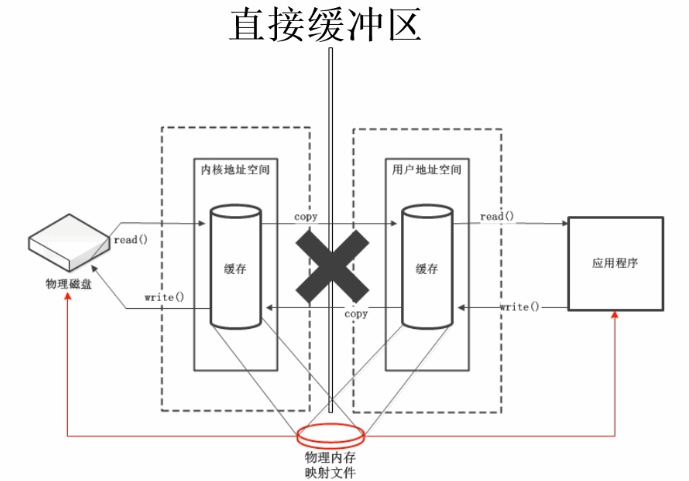 直接缓冲区
内核地址空间
用户地址空间
copy
read()
read()
缓存
缓存
应用程序
物理磁盘
write()
copy
write()
物理内存
映射文件